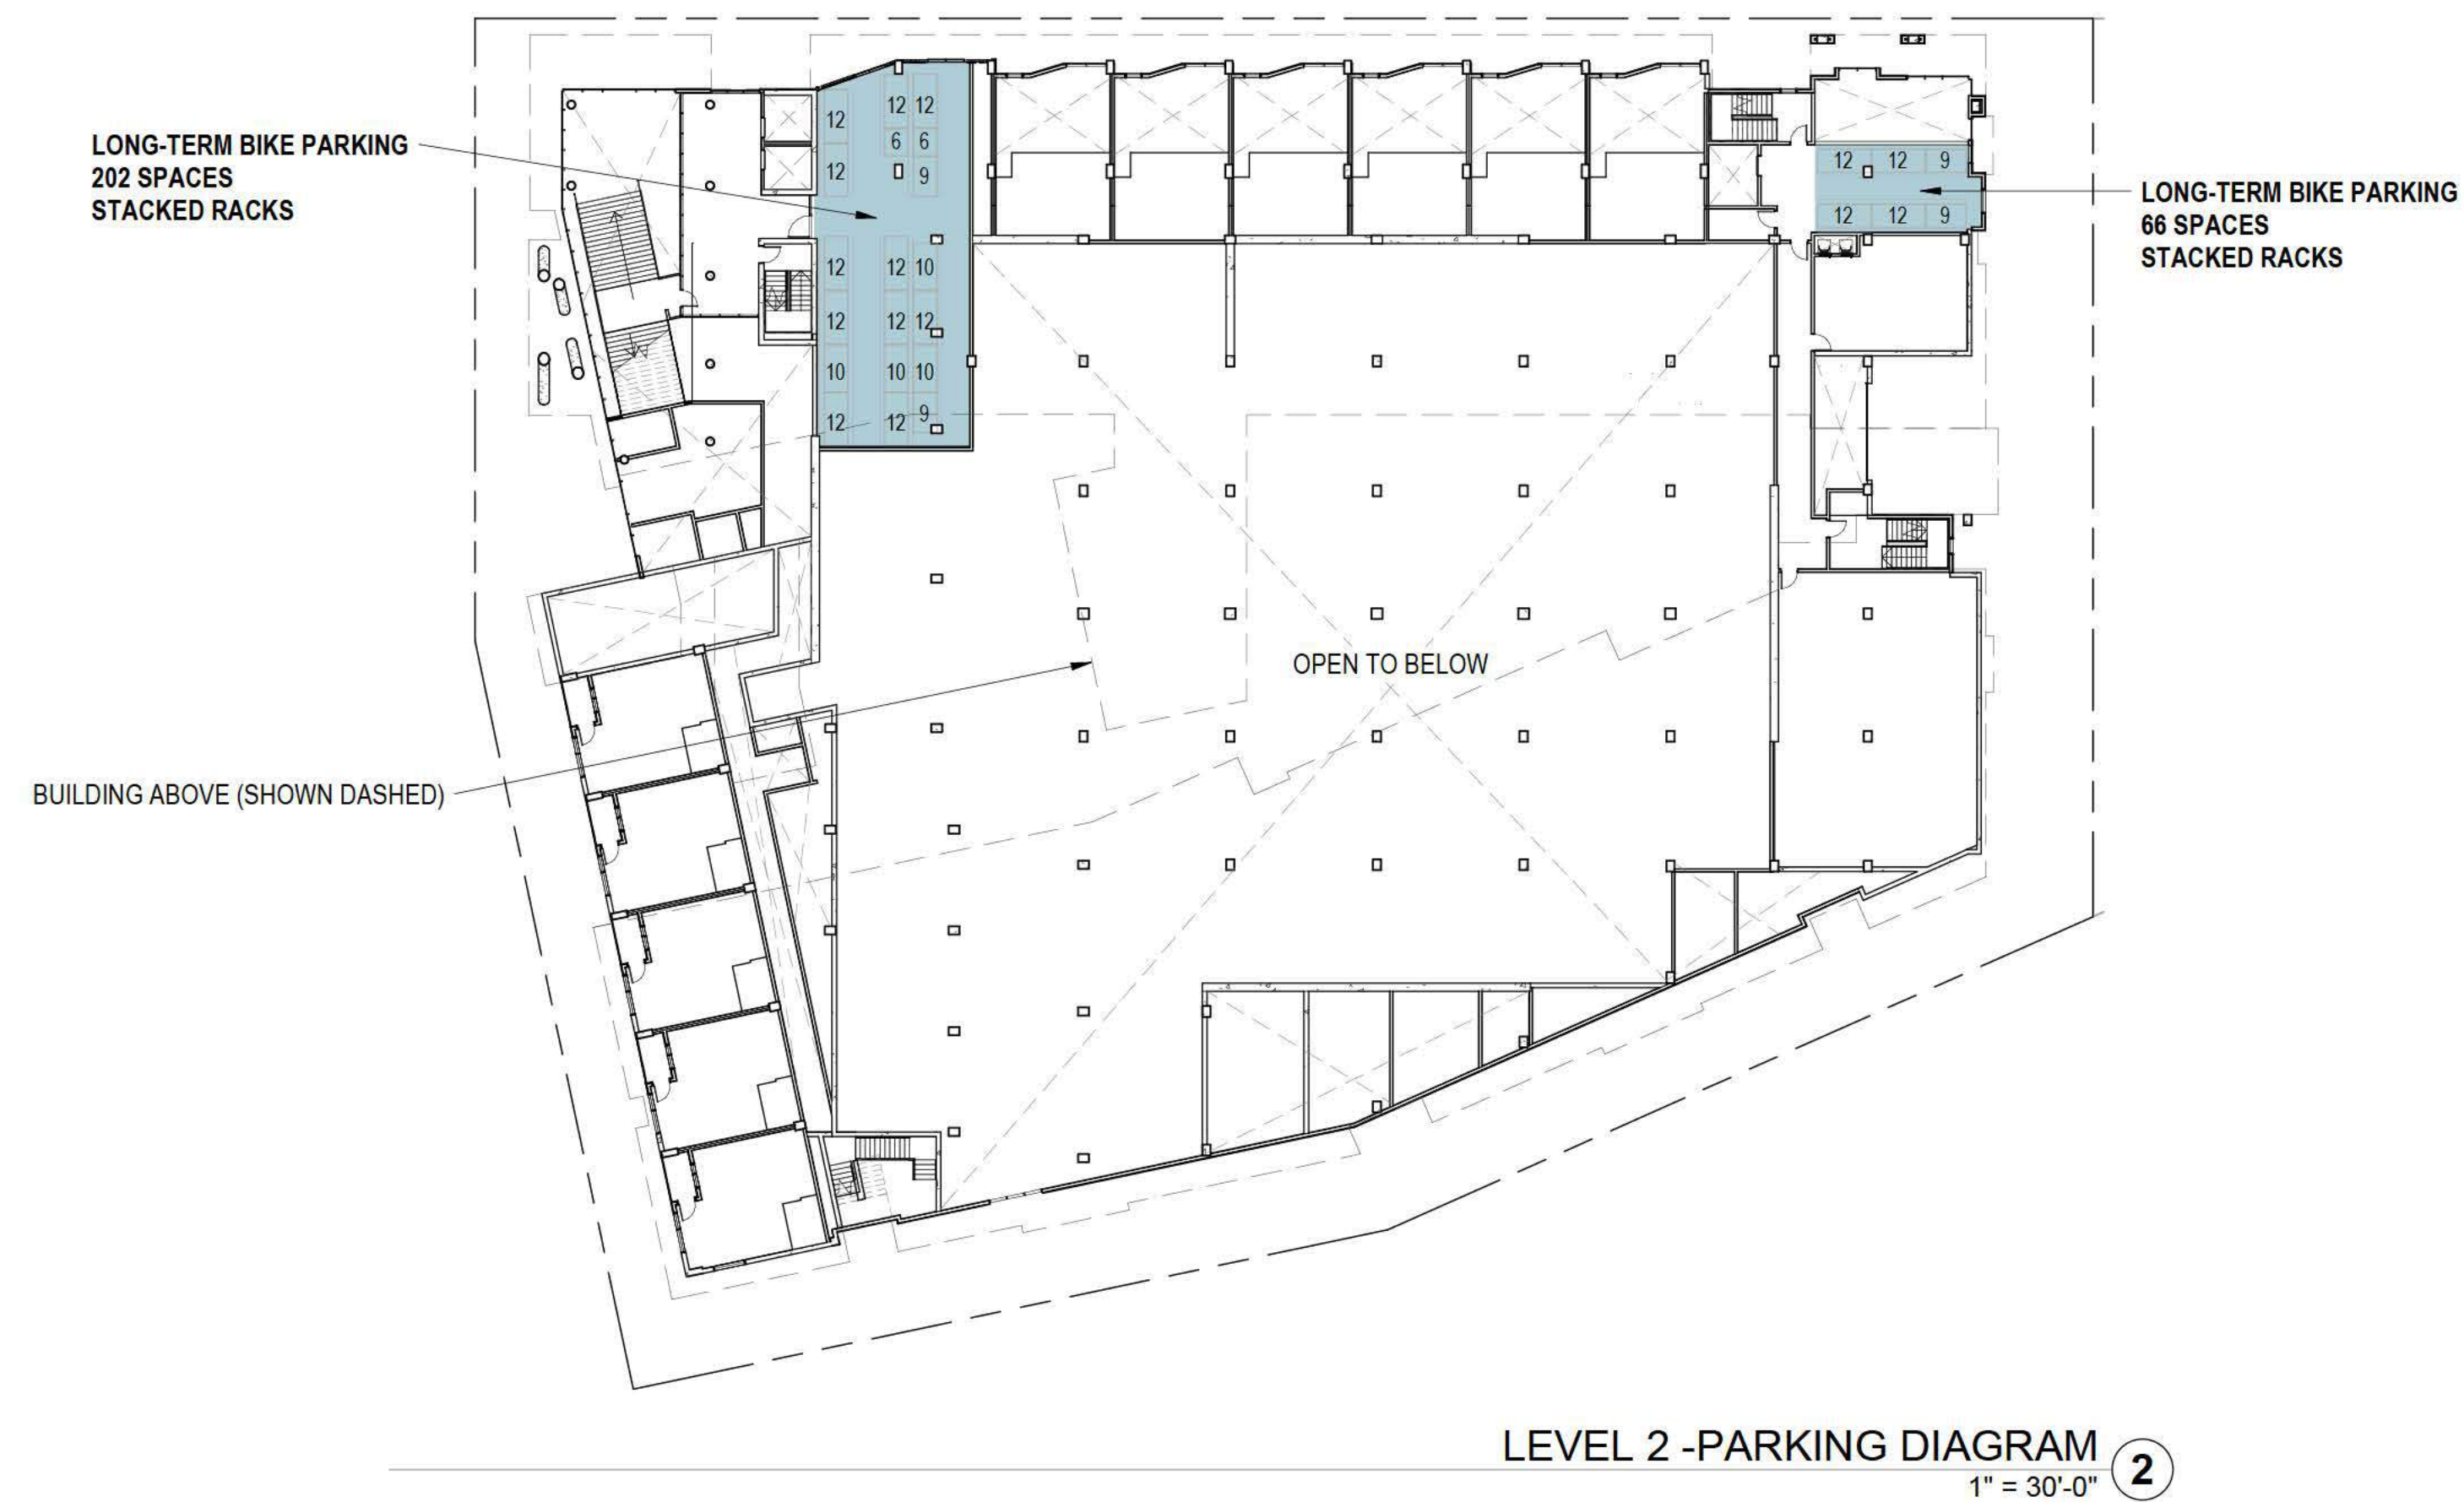 LONG-TERM BIKE PARKING
202 SPACES
STACKED RACKS
12 12 12
6 6
12 9
12 12 10
12 12 12
10 10 10
12 12 9
12 12 9
12 12 9
LONG-TERM BIKE PARKING
66 SPACES
STACKED RACKS
OPEN TO BELOW
BUILDING ABOVE (SHOWN DASHED)
LEVEL 2 -PARKING DIAGRAM
2
1" = 30'-0"